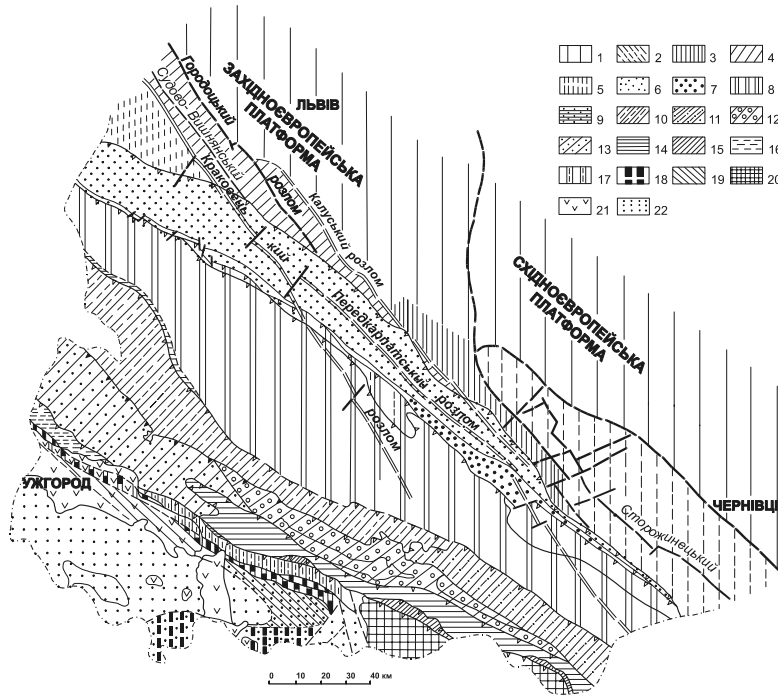 ЗАХІДНОЄВРОПЕЙСЬКА
ПЛАТФОРМА
ЛЬВІВ
Городоцький
розлом
Судово-Вишнянський
Краковець-
кий
розлом
Калуський розлом
Передкарпатський розлом
СХІДНОЄВРОПЕЙСЬКА
ПЛАТФОРМА
ЧЕРНІВЦІ
Сторожинецький
УЖГОРОД
1 2 3 4
5 6 7 8
9 10 11 12
13 14 15 16
17 18 19 20
21 22
0 10 20 30 40 км